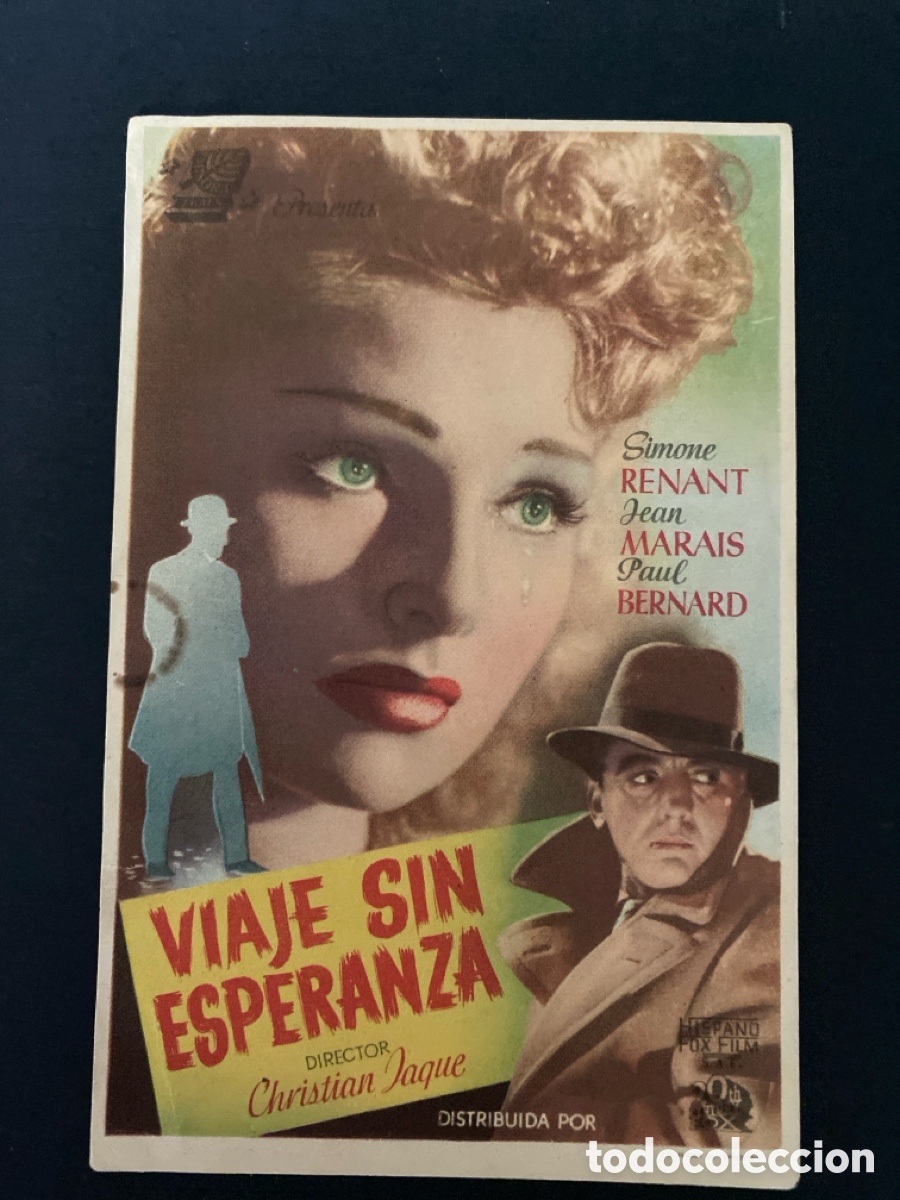 Presenta
Simone
RENANT
Jean
MARAIS
Paul
BERNARD
VIAJE SIN
ESPERANZA
DIRECTOR
Christian Jaque
HISPANO
FOX FILM
S.A.E.
20th
DISTRIBUIDA POR
todocoleccion